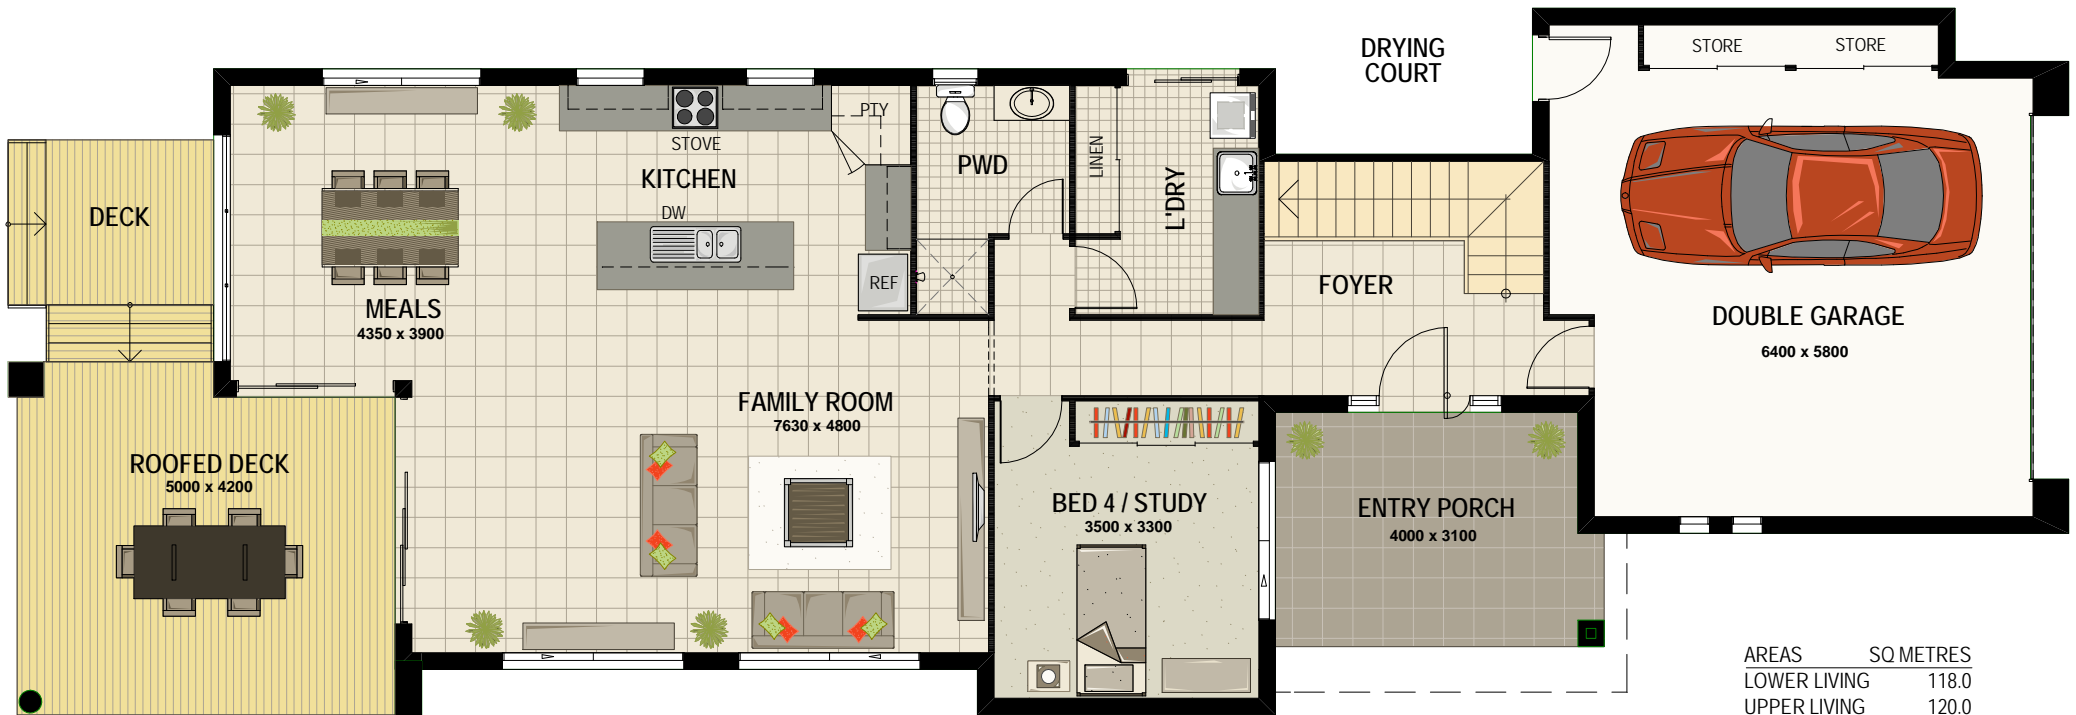 DRYING
COURT
STORE
STORE
PTY
STOVE
KITCHEN
PWD
LINEN
L'DRY
DECK
DW
REF
FOYER
MEALS
4350 x 3900
DOUBLE GARAGE
6400 x 5800
FAMILY ROOM
7630 x 4800
ROOFED DECK
5000 x 4200
BED 4 / STUDY
3500 x 3300
ENTRY PORCH
4000 x 3100
AREAS SQ METRES
LOWER LIVING 118.0
UPPER LIVING 120.0